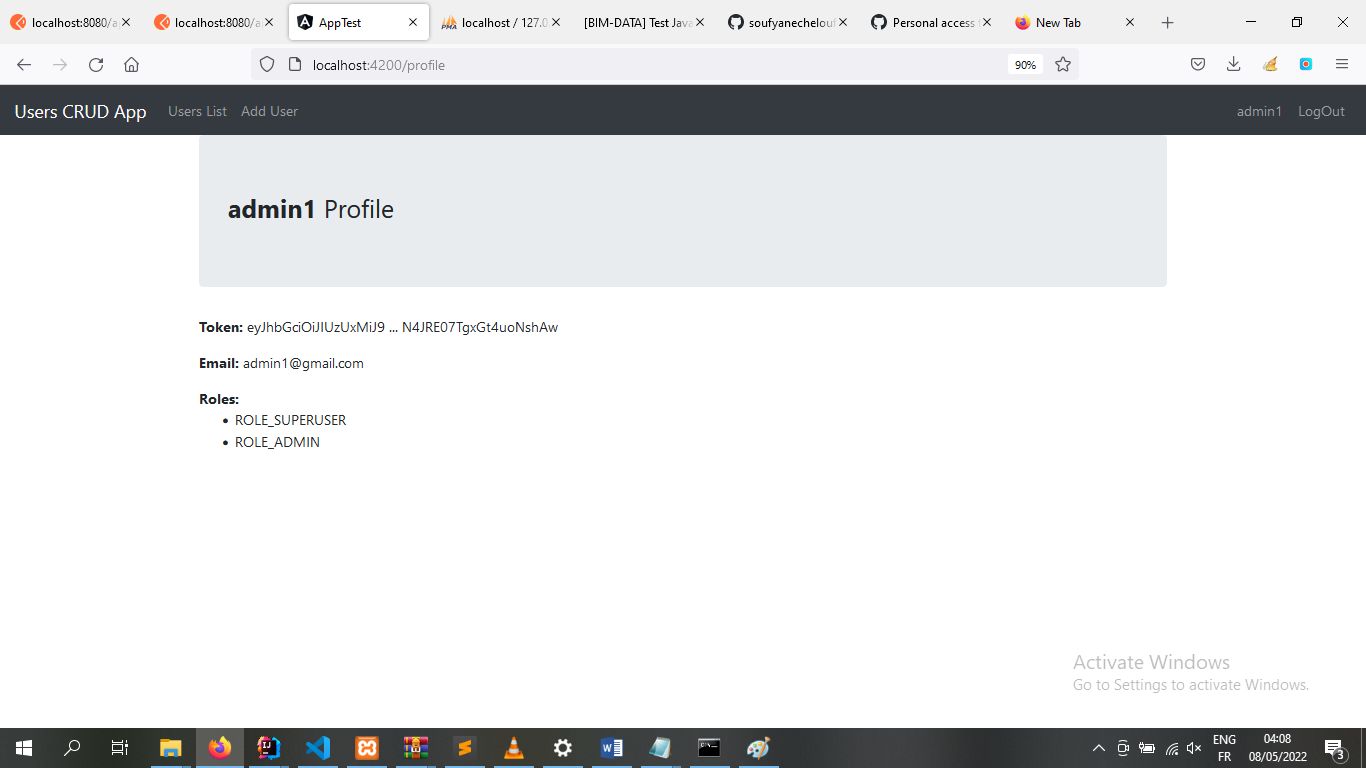 localhost:8080/a
localhost:8080/a
AppTest
localhost / 127.0
[BIM-DATA] Test Java
soufyanechelouf
Personal access
New Tab
localhost:4200/profile
90%
Users CRUD App
Users List
Add User
admin1
LogOut
admin1 Profile
Token: eyJhbGciOiJIUzUxMiJ9 ... N4JRE07TgxGt4uoNshAw
Email: admin1@gmail.com
Roles:
ROLE_SUPERUSER
ROLE_ADMIN
Activate Windows
Go to Settings to activate Windows.
ENG
FR
04:08
08/05/2022
3